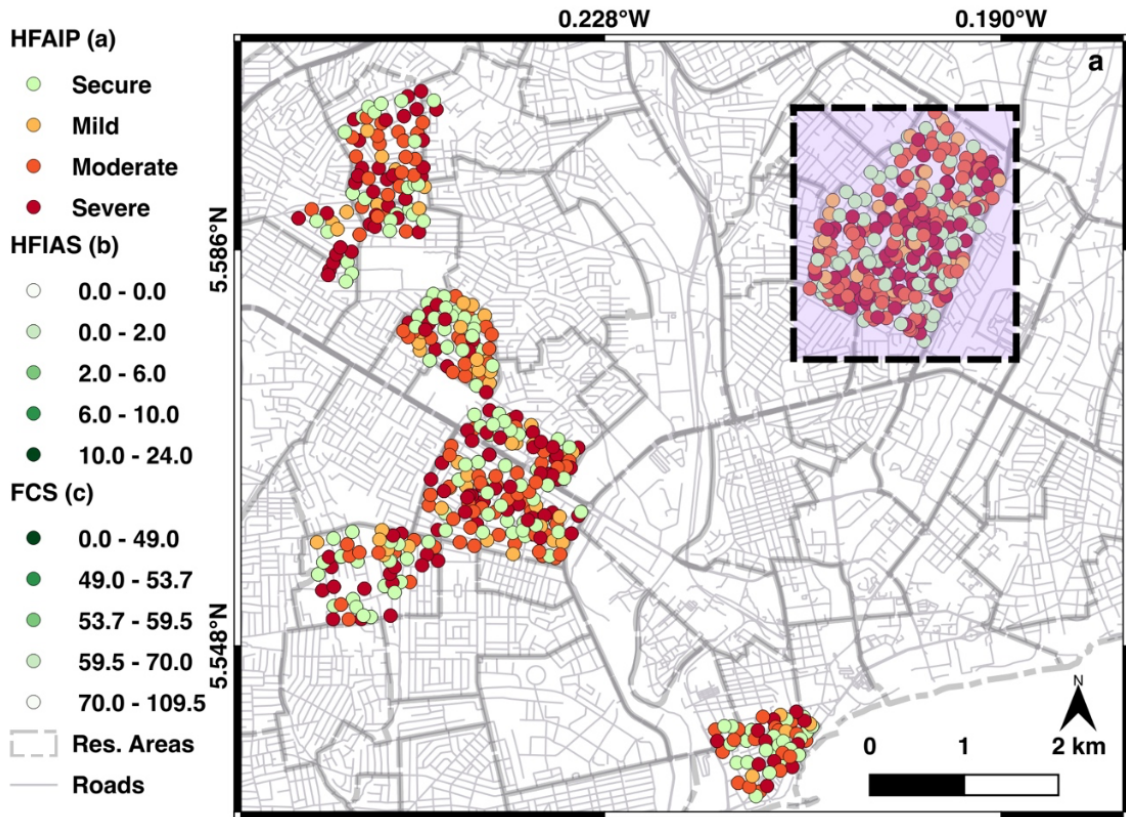 0.228°W
0.190°W
HFAIP (a)
Secure
Mild
Moderate
Severe
HFIAS (b)
0.0 - 0.0
0.0 - 2.0
2.0 - 6.0
6.0 - 10.0
10.0 - 24.0
FCS (c)
0.0 - 49.0
49.0 - 53.7
53.7 - 59.5
59.5 - 70.0
70.0 - 109.5
Res. Areas
Roads
5.586°N
5.548°N
a
N
0 1 2 km